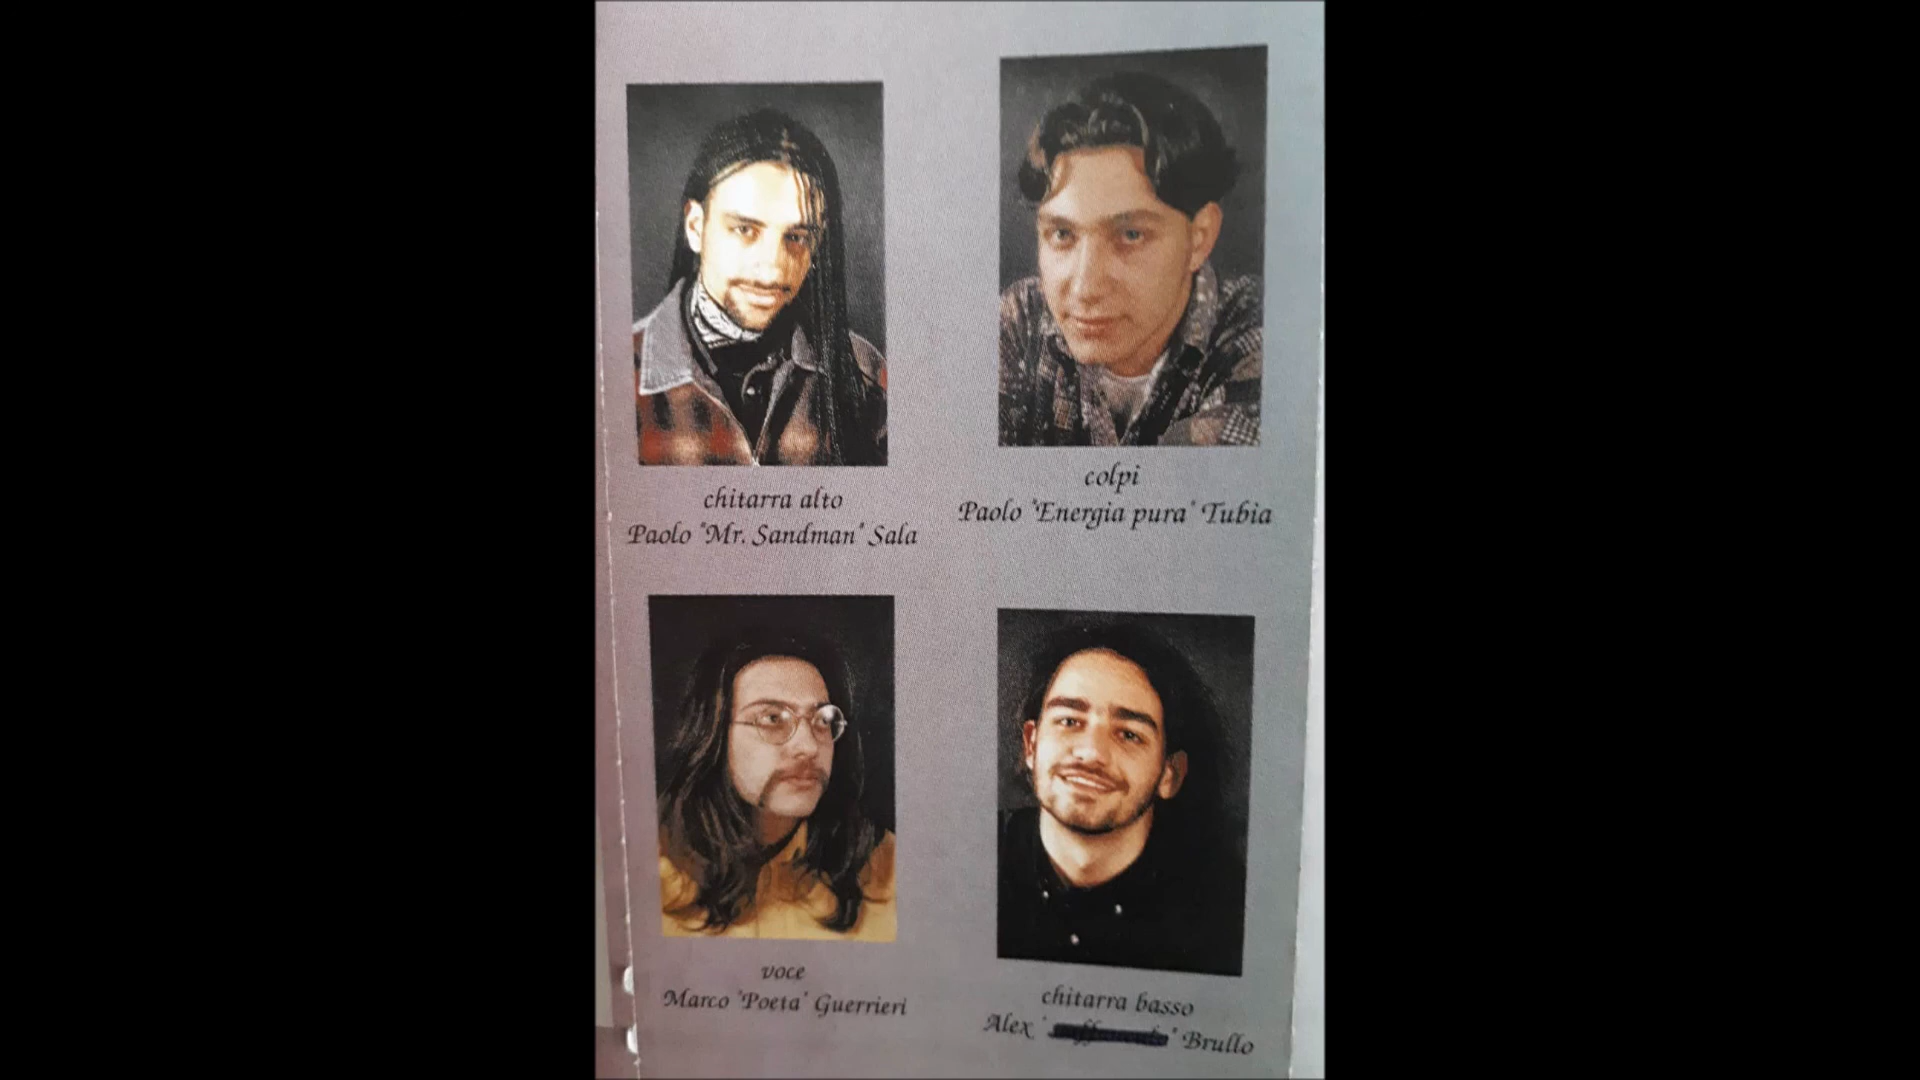 chitarra alto
Paolo "Mr. Sandman" Sala
colpi
Paolo "Energia pura" Tubia
voce
Marco "Poeta" Guerrieri
chitarra basso
Alex " " Brullo